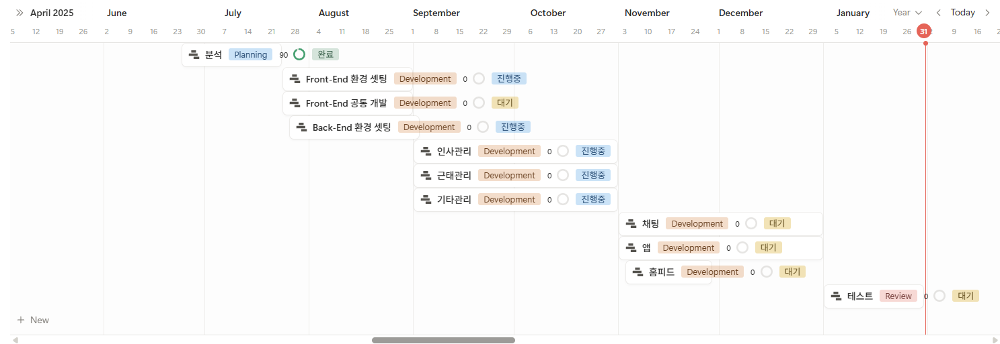 April 2025 June July August September October November December January Year Today
5 12 19 26 2 9 16 23 30 7 14 21 28 4 11 18 25 1 8 15 22 29 6 13 20 27 3 10 17 24 1 8 15 22 29 5 12 19 26 31 9 16
분석 Planning 90 완료
Front-End 환경 셋팅 Development 0 진행중
Front-End 공통 개발 Development 0 대기
Back-End 환경 셋팅 Development 0 진행중
인사관리 Development 0 진행중
근태관리 Development 0 진행중
기타관리 Development 0 진행중
채팅 Development 0 대기
앱 Development 0 대기
홈피드 Development 0 대기
테스트 Review 0 대기
New